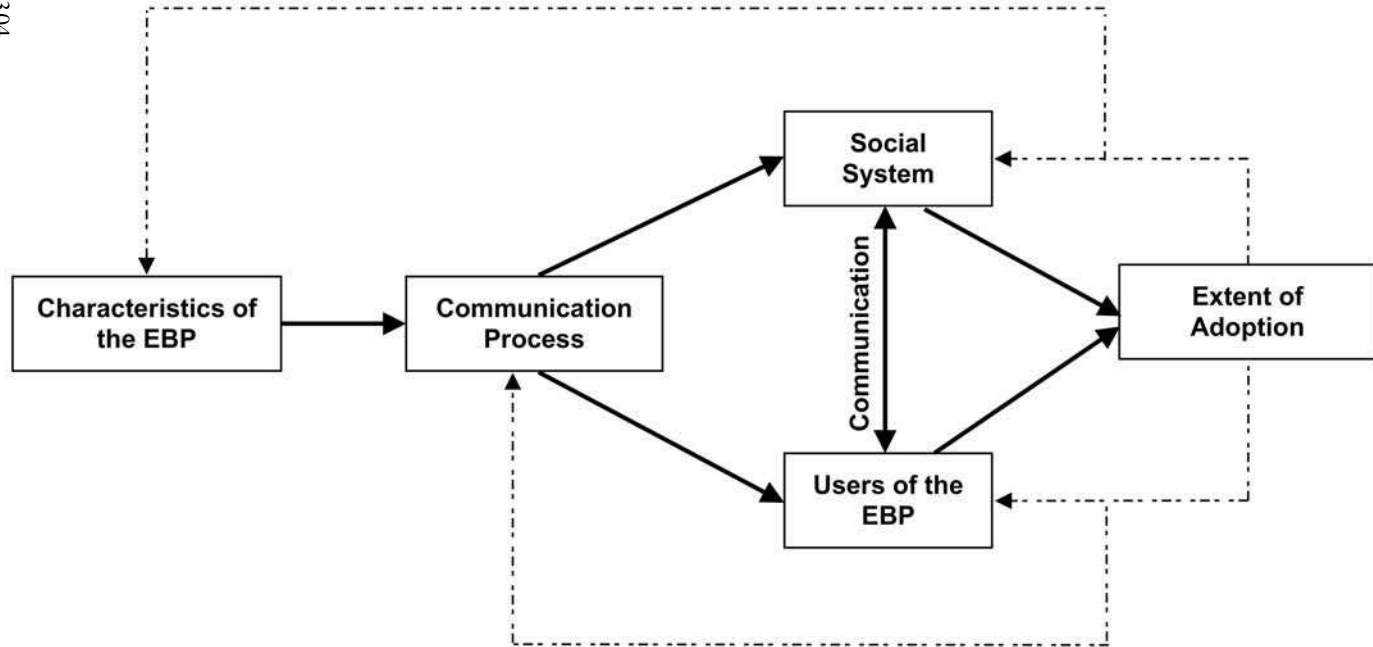 304
Social
System
Characteristics of
the EBP
Communication
Process
Communication
Extent of
Adoption
Users of the
EBP